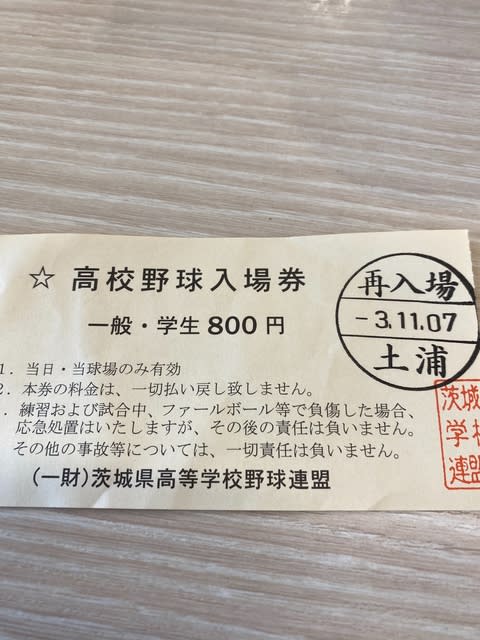 ☆ 高校野球入場券
一般・学生 800 円
1．当日・当球場のみ有効
2．本券の料金は、一切払い戻し致しません。
．練習および試合中、ファールボール等で負傷した場合、
応急処置はいたしますが、その後の責任は負いません。
その他の事故等については、一切責任は負いません。
（一財）茨城県高等学校野球連盟
再入場
-3.11.07
土浦
茨城
学校
連盟